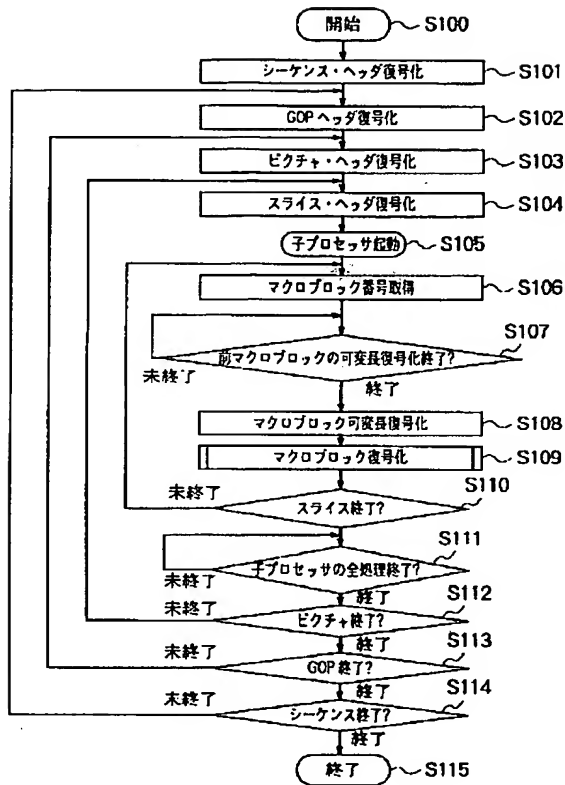 開始 S100
シーケンス・ヘッダ復号化 S101
GOPヘッダ復号化 S102
ピクチャ・ヘッダ復号化 S103
スライス・ヘッダ復号化 S104
子プロセッサ起動 S105
マクロブロック番号取得 S106
S107
前マクロブロックの可変長復号化終了?
未終了
終了
マクロブロック可変長復号化 S108
マクロブロック復号化 S109
S110
未終了
スライス終了?
S111
子プロセッサの全処理終了?
未終了
終了
S112
未終了
ピクチャ終了?
終了
S113
未終了
GOP終了?
終了
S114
未終了
シーケンス終了?
終了
終了 S115